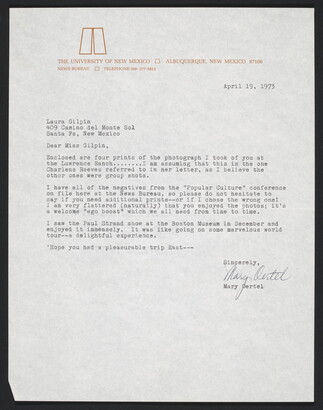 THE UNIVERSITY OF NEW MEXICO □ ALBUQUERQUE, NEW MEXICO 87106
NEWS BUREAU □ TELEPHONE 505: 277-5813
April 19, 1973
Laura Gilpin
409 Camino del Monte Sol
Santa Fe, New Mexico
Dear Miss Gilpin,
Enclosed are four prints of the photograph I took of you at
the Lawrence Ranch........I am assuming that this is the one
Charlene Reeves referred to in her letter, as I believe the
other ones were group shots.
I have all of the negatives from the "Popular Culture" conference
on file here at the News Bureau, so please do not hesitate to
say if you need additional prints--or if I chose the wrong one!
I am very flattered (naturally) that you enjoyed the photos; it's
a welcome "ego boost" which we all need from time to time.
I saw the Paul Strand show at the Boston Museum in December and
enjoyed it immensely. It was like going on some marvelous world
tour--a delightful experience.
'Hope you had a pleasurable trip East---
Sincerely,
Mary Oertel
Mary Oertel